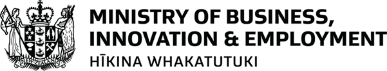 MINISTRY OF BUSINESS,
INNOVATION & EMPLOYMENT
HĪKINA WHAKATUTUKI